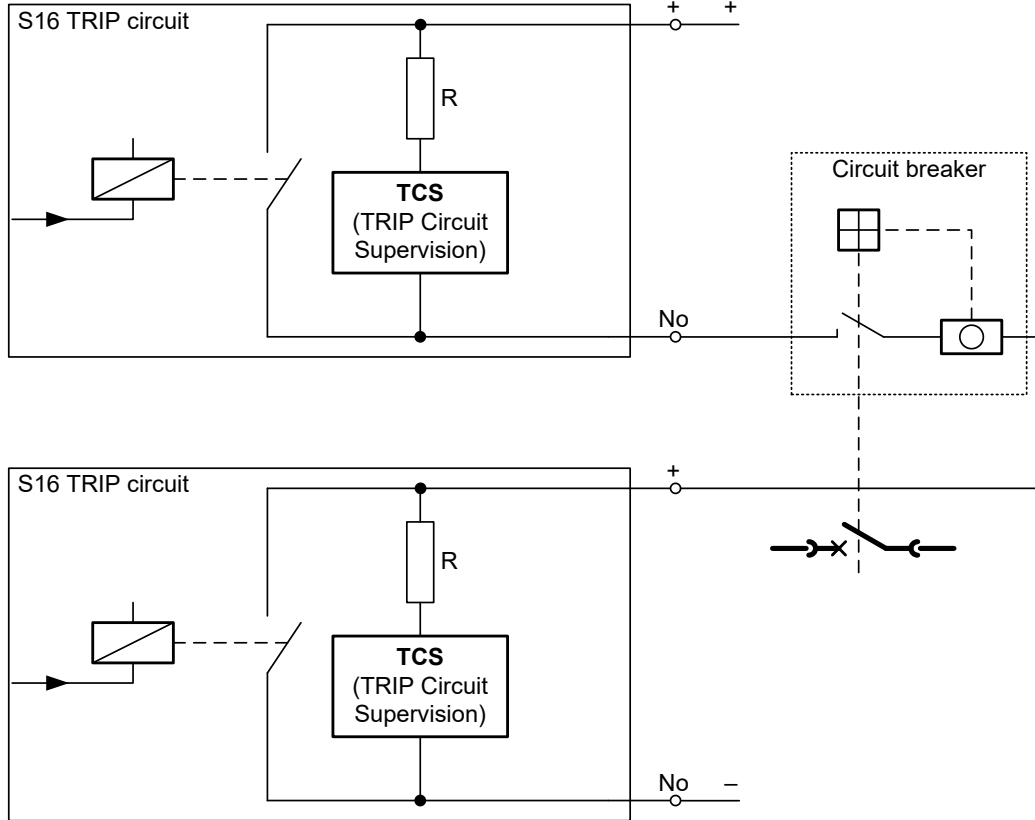 S16 TRIP circuit
+ +
R
TCS
(TRIP Circuit
Supervision)
Circuit breaker
No
S16 TRIP circuit
+
R
TCS
(TRIP Circuit
Supervision)
No –